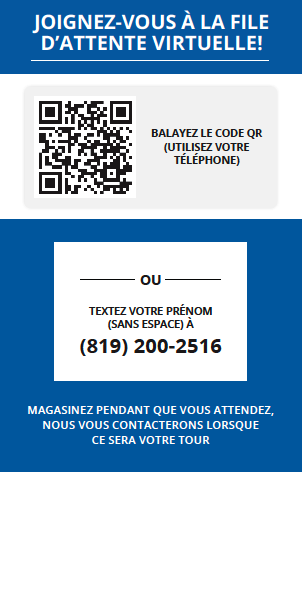 JOIGNEZ-VOUS À LA FILE
D'ATTENTE VIRTUELLE!
BALAYEZ LE CODE QR
(UTILISEZ VOTRE
TÉLÉPHONE)
OU
TEXTEZ VOTRE PRÉNOM
(SANS ESPACE) À
(819) 200-2516
MAGASINEZ PENDANT QUE VOUS ATTENDEZ,
NOUS VOUS CONTACTERONS LORSQUE
CE SERA VOTRE TOUR